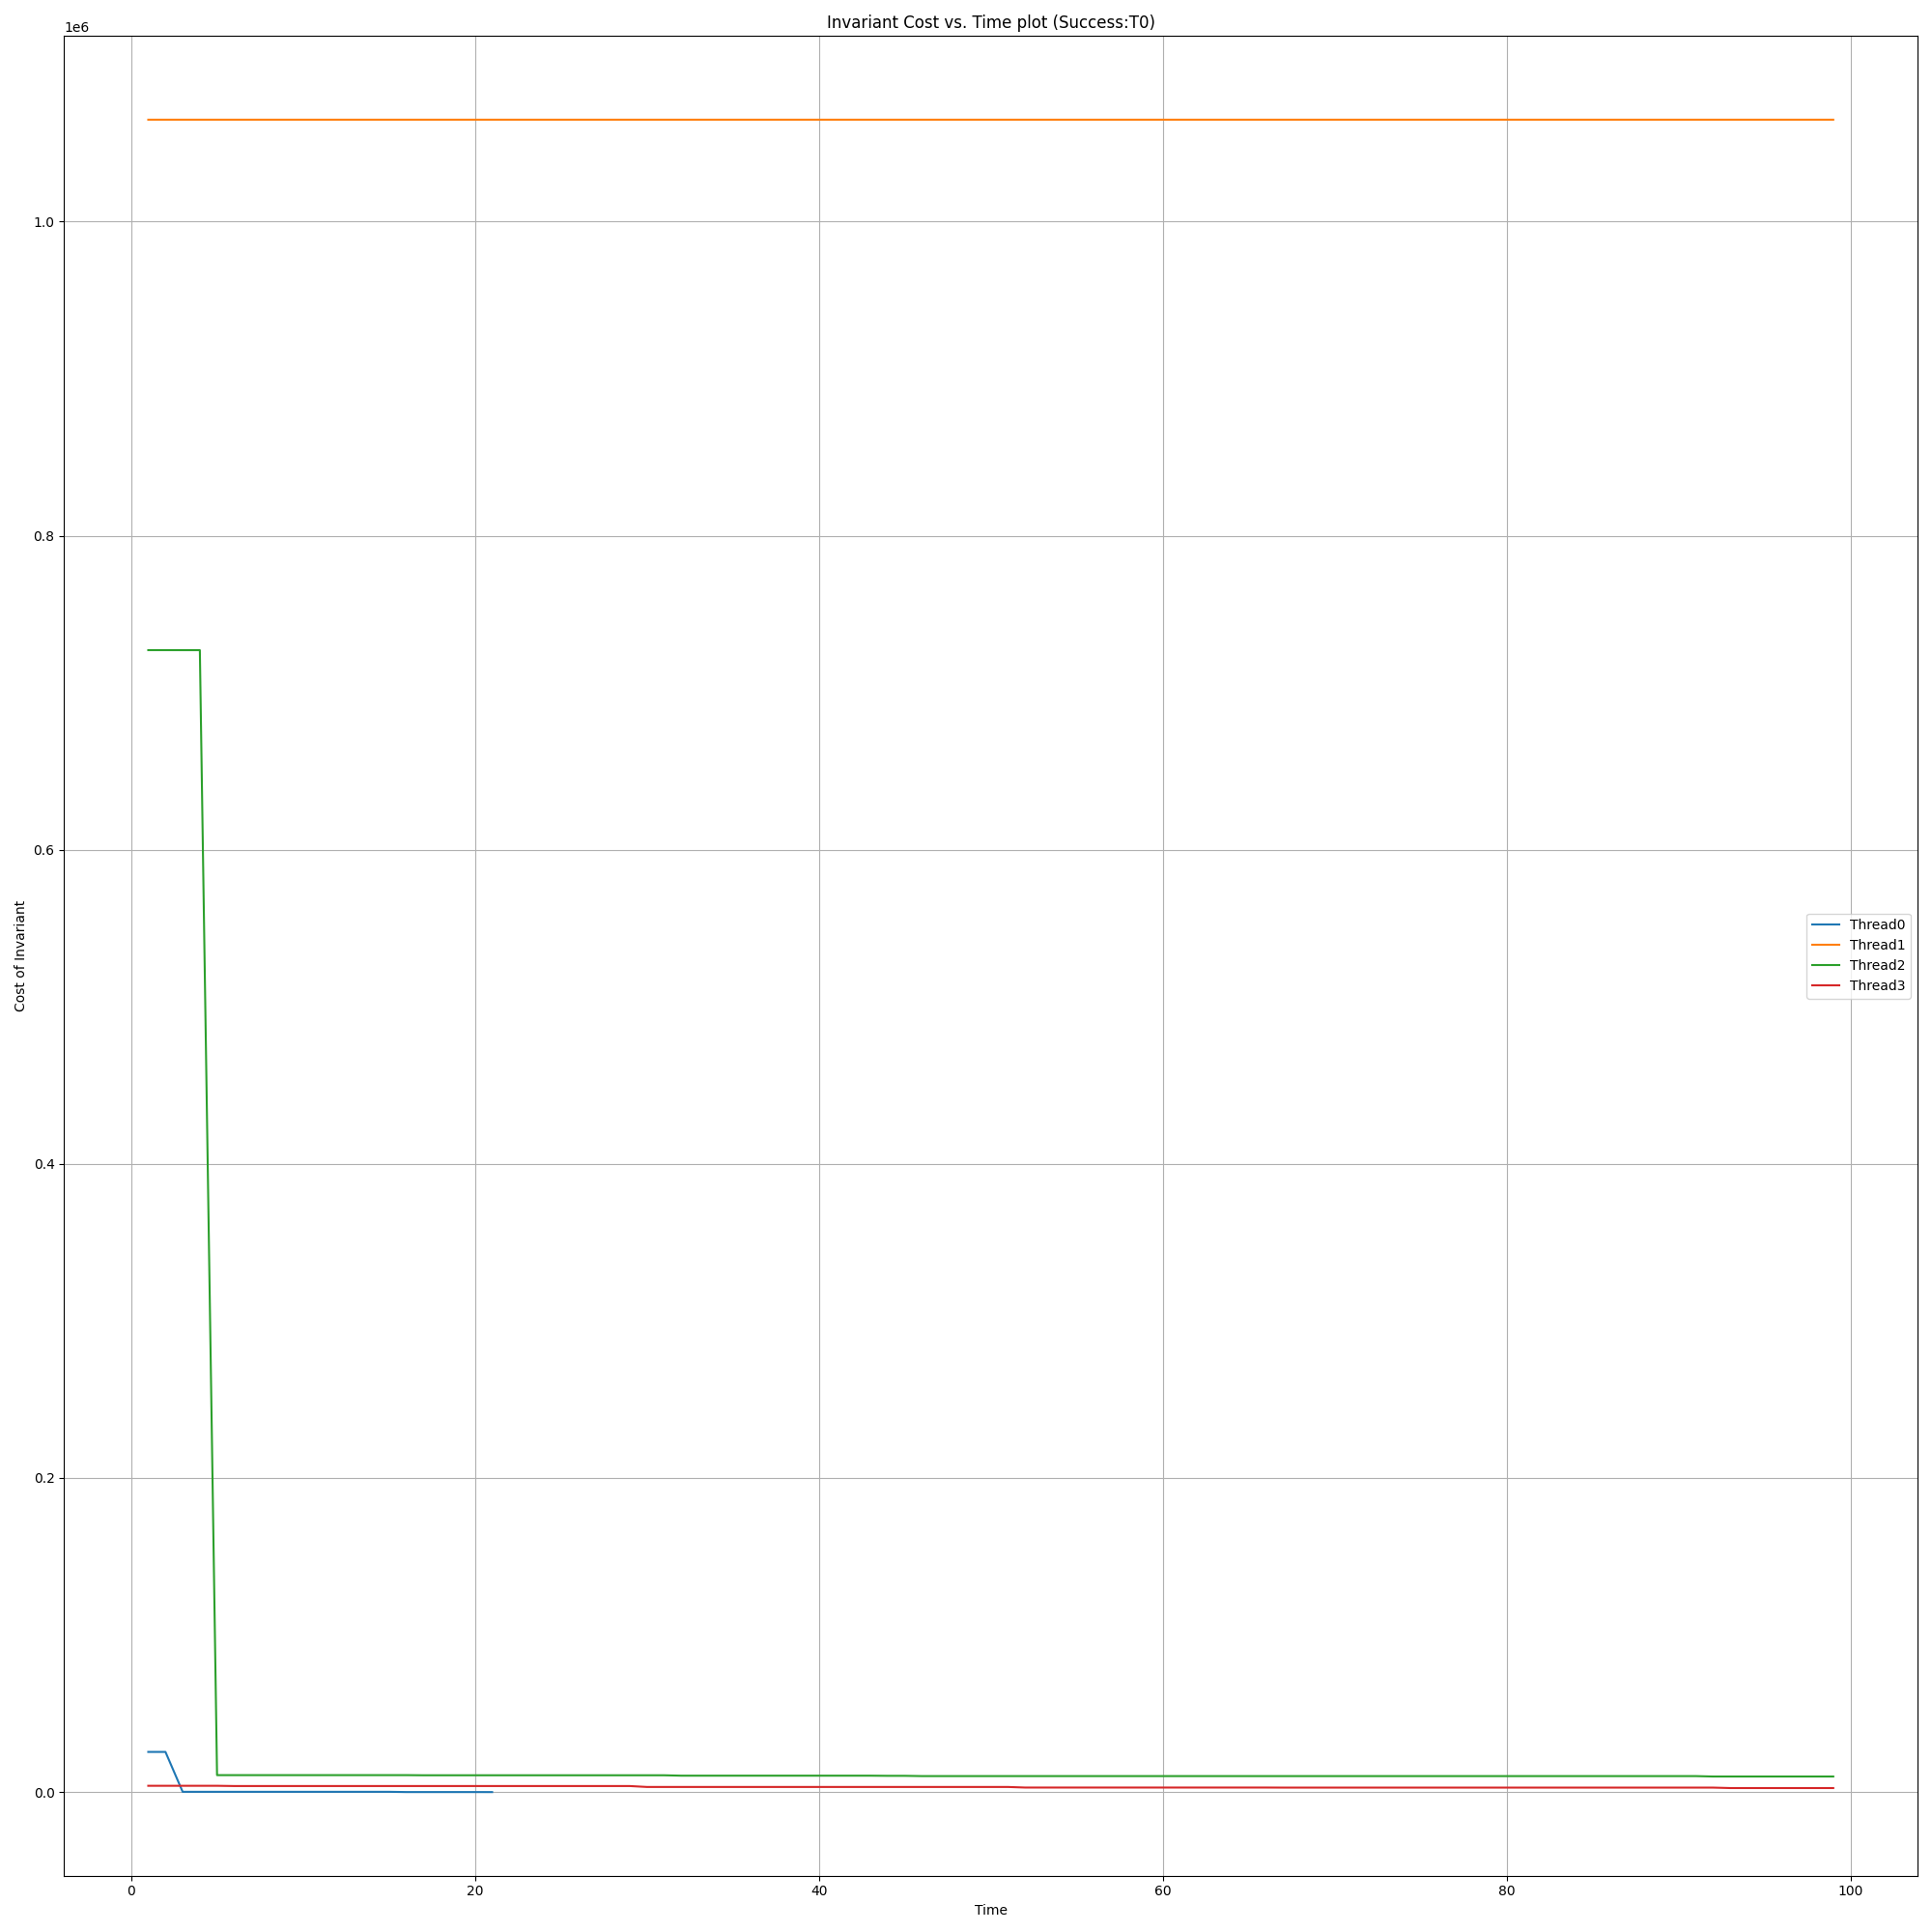 Invariant Cost vs. Time plot (Success:T0)
1e6
1.0
0.8
0.6
0.4
0.2
0.0
Cost of Invariant
Thread0
Thread1
Thread2
Thread3
0 20 40 60 80 100
Time